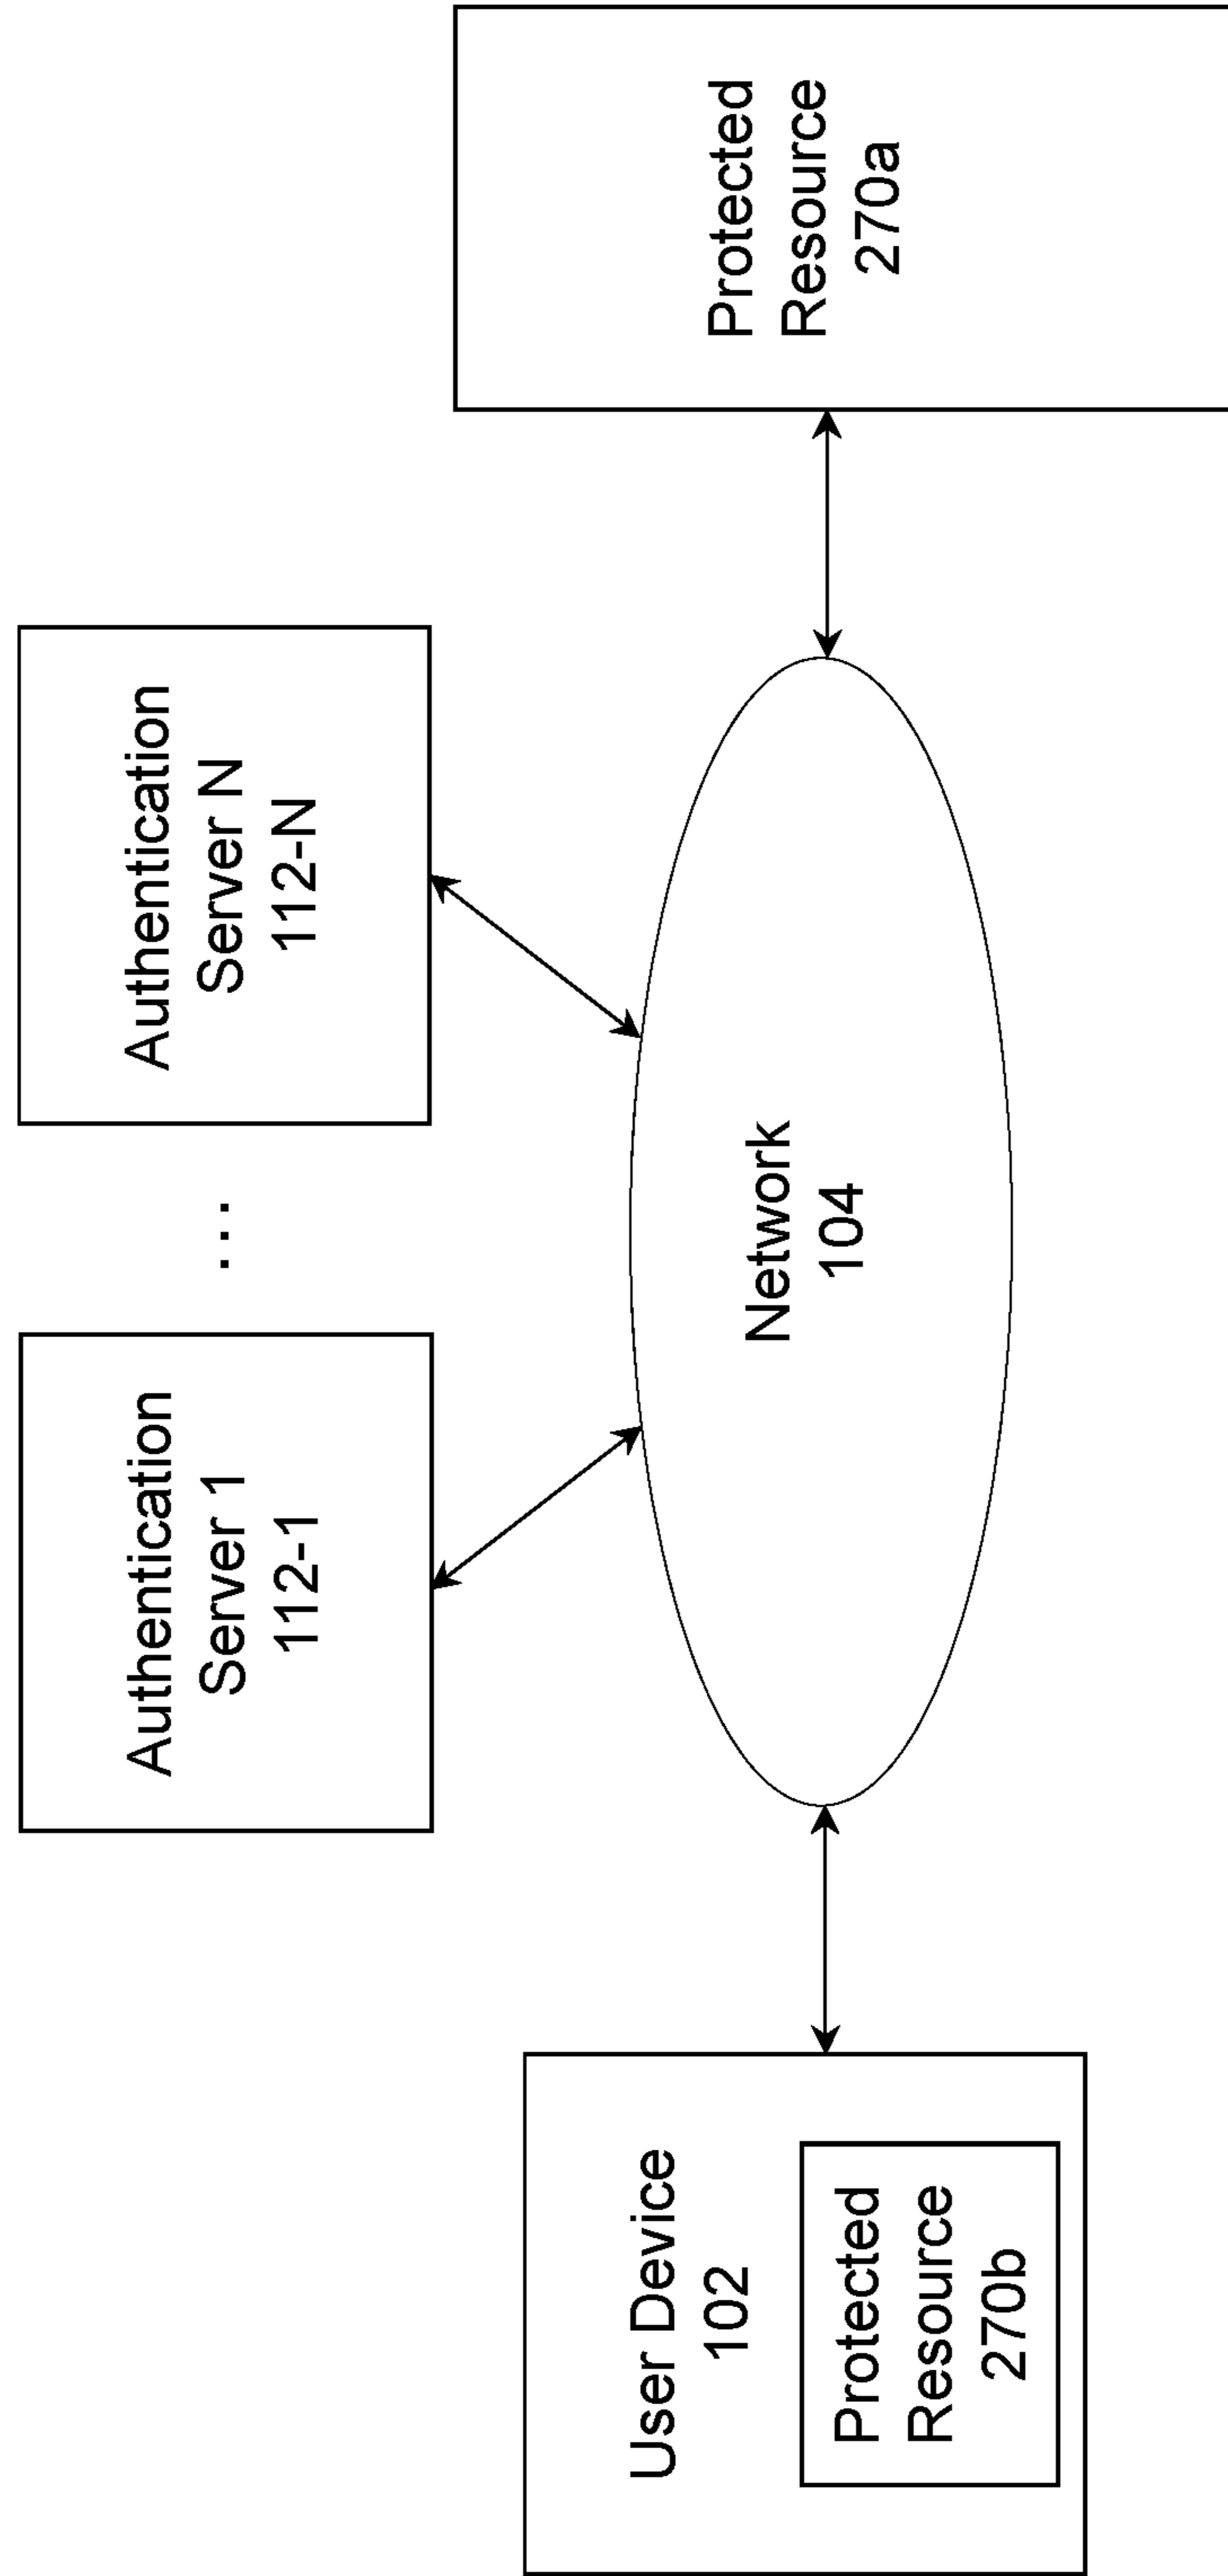 Authentication
Server 1
112-1
...
Authentication
Server N
112-N
User Device
102
Protected
Resource
270b
Network
104
Protected
Resource
270a